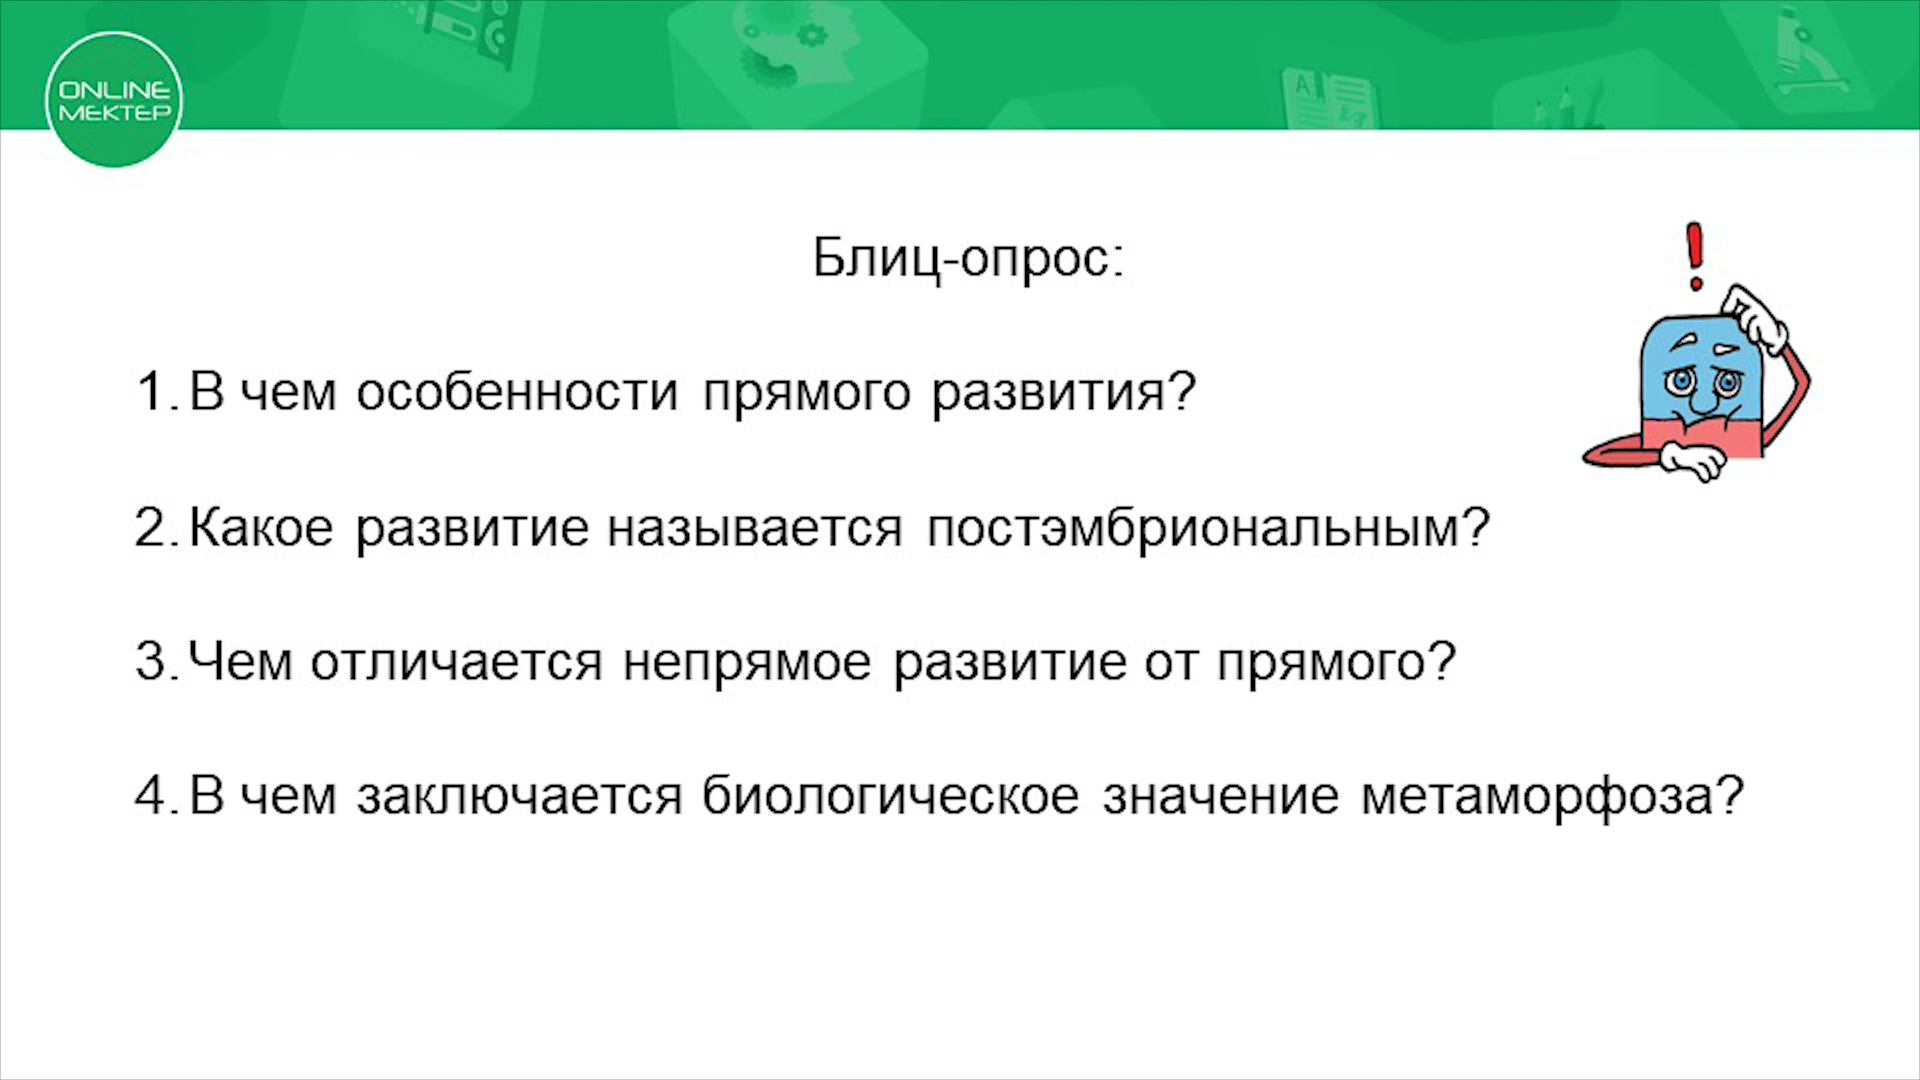 ONLINE
МЕКТЕР
Блиц-опрос:
1. В чем особенности прямого развития?
2. Какое развитие называется постэмбриональным?
3. Чем отличается непрямое развитие от прямого?
4. В чем заключается биологическое значение метаморфоза?